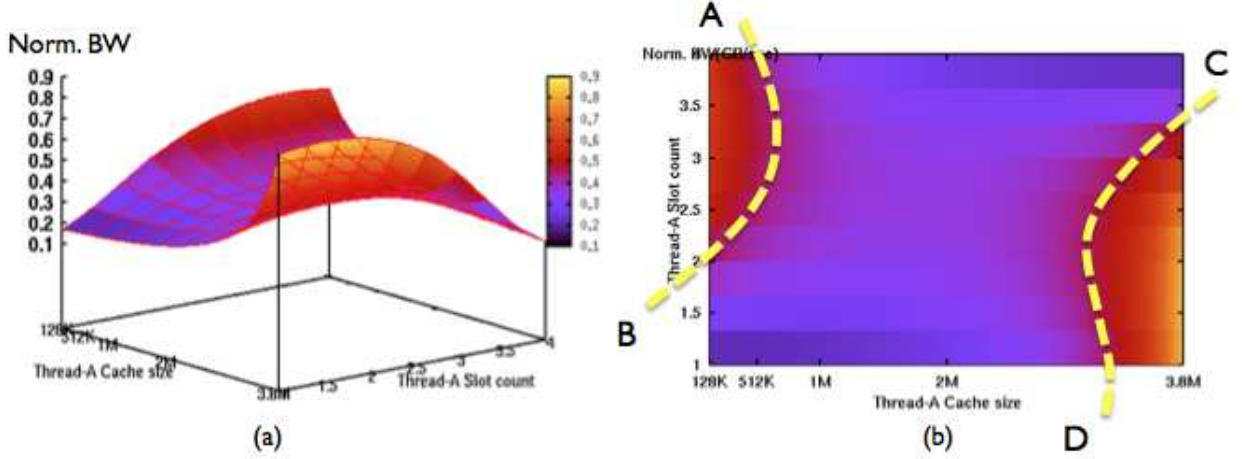 Norm. BW
0.9
0.8
0.7
0.6
0.5
0.4
0.3
0.2
0.1
0.9
0.8
0.7
0.6
0.5
0.4
0.3
0.2
0.1
128K
512K
1M
2M
3.8M
Thread-A Cache size
1.5
2
2.5
3
3.5
4
Thread-A Slot count
(a)
A
B
C
D
Norm.
3.5
3
2.5
2
1.5
1
Thread-A Slot count
128K 512K 1M 2M 3.8M
Thread-A Cache size
(b)